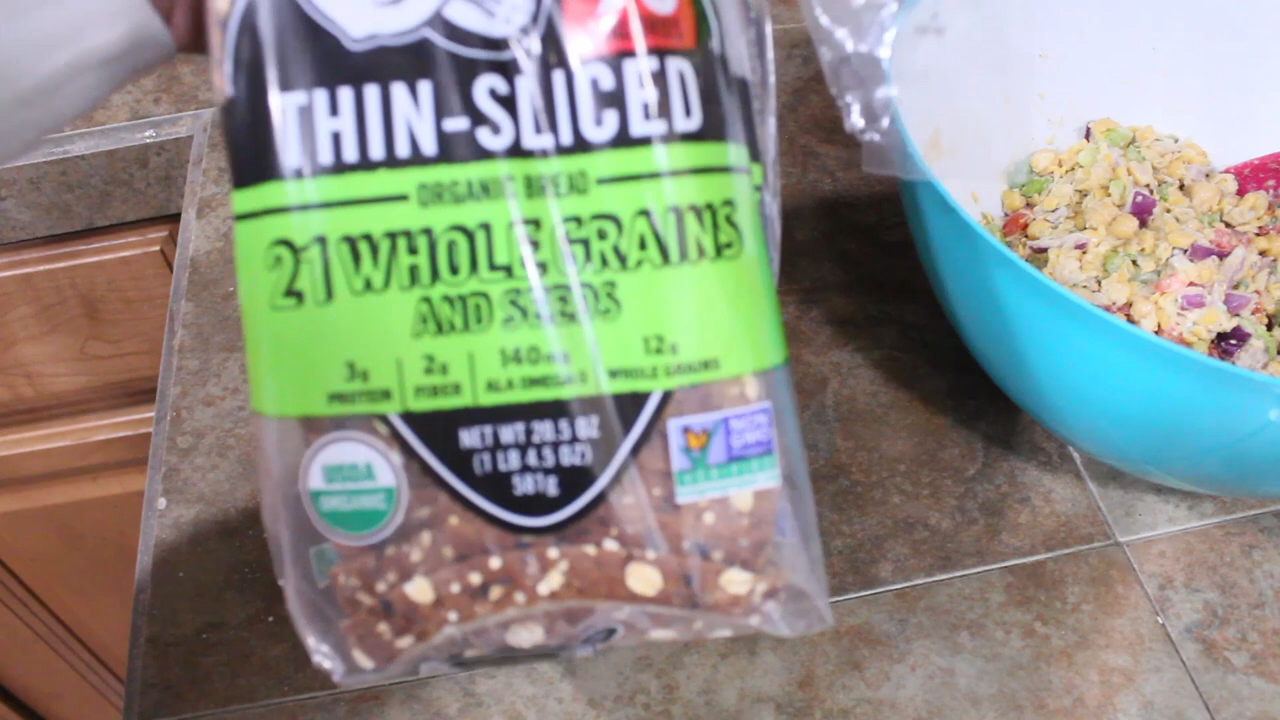 THIN-SLICED
ORGANIC BREAD
21 WHOLE GRAINS
AND SEEDS
3g PROTEIN
2g FIBER
140mg ALA OMEGA-3
12g WHOLE GRAINS
NET WT 20.5 OZ
(1 LB 4.5 OZ)
581g
USDA
ORGANIC
NON
GMO
VERIFIED